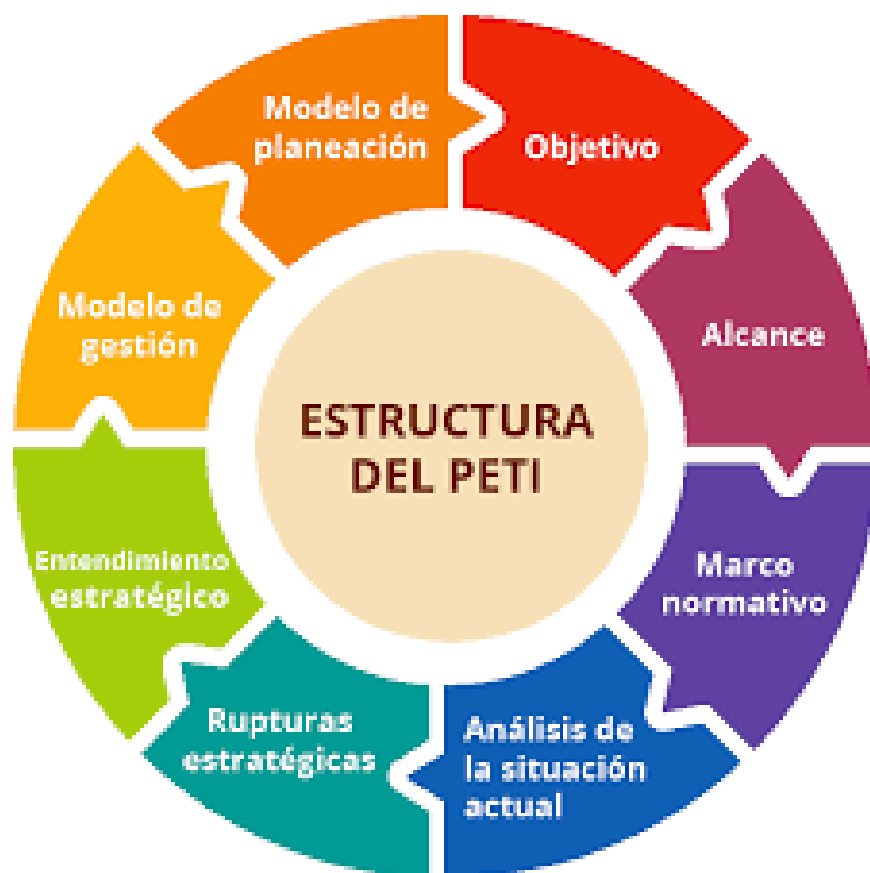 ESTRUCTURA
DEL PETI
Objetivo
Alcance
Marco
normativo
Análisis de
la situación
actual
Rupturas
estratégicas
Entendimiento
estratégico
Modelo de
gestión
Modelo de
planeación